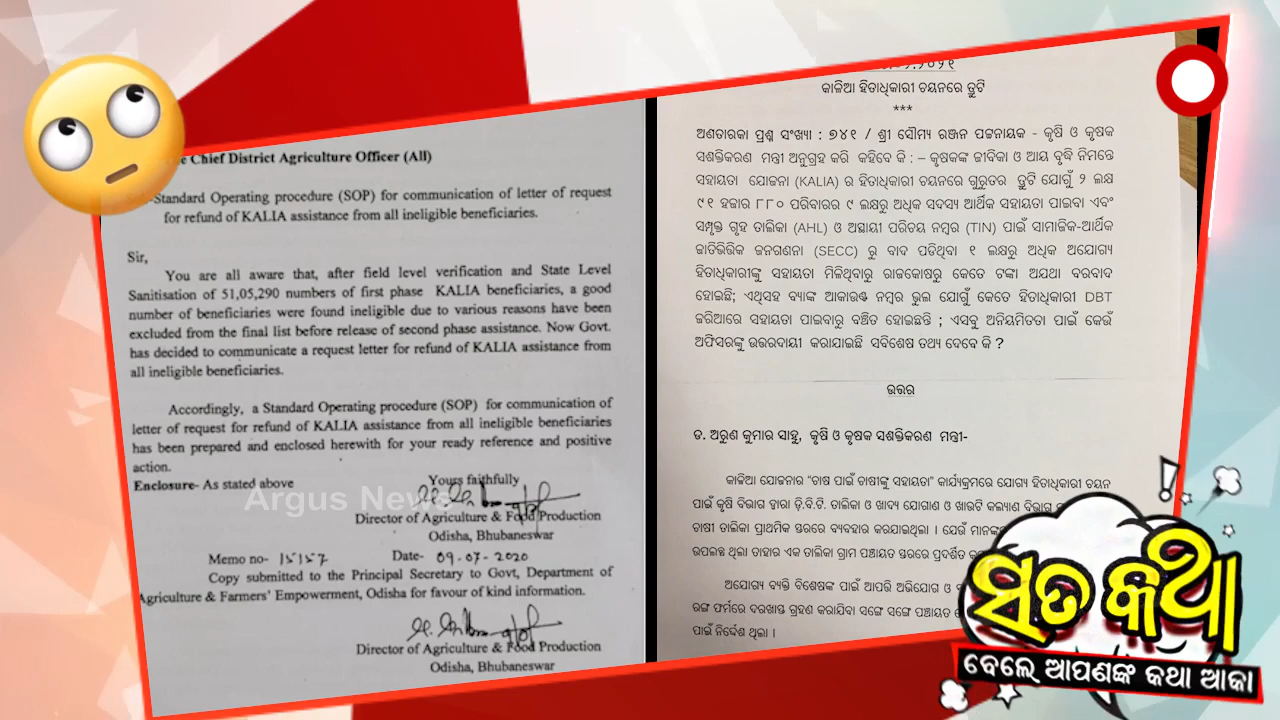 Chief District Agriculture Officer (All)
Standard Operating procedure (SOP) for communication of letter of request
for refund of KALIA assistance from all ineligible beneficiaries.
Sir,
You are all aware that, after field level verification and State Level
Sanitisation of 51,05,290 numbers of first phase KALIA beneficiaries, a good
number of beneficiaries were found ineligible due to various reasons have been
excluded from the final list before release of second phase assistance. Now Govt.
has decided to communicate a request letter for refund of KALIA assistance from
all ineligible beneficiaries.
Accordingly, a Standard Operating procedure (SOP) for communication of
letter of request for refund of KALIA assistance from all ineligible beneficiaries
has been prepared and enclosed herewith for your ready reference and positive
action.
Enclosure- As stated above
Yours faithfully
Argus News
Director of Agriculture & Food Production
Odisha, Bhubaneswar
Memo no- 15157 Date- 09-07-2020
Copy submitted to the Principal Secretary to Govt, Department of
Agriculture & Farmers' Empowerment, Odisha for favour of kind information.
Director of Agriculture & Food Production
Odisha, Bhubaneswar
କାଳିଆ ହିତାଧିକାରୀ ଚୟନରେ ତ୍ରୁଟି
***
ଅଣତାରକା ପ୍ରଶ୍ନ ସଂଖ୍ୟା : ୭୪୧ / ଶ୍ରୀ ସୌମ୍ୟ ରଞ୍ଜନ ପଟ୍ଟନାୟକ - କୃଷି ଓ କୃଷକ
ସଶକ୍ତିକରଣ ମନ୍ତ୍ରୀ ଅନୁଗ୍ରହ କରି କହିବେ କି : – କୃଷକଙ୍କ ଜୀବିକା ଓ ଆୟ ବୃଦ୍ଧି ନିମନ୍ତେ
ସହାୟତା ଯୋଜନା (KALIA) ର ହିତାଧିକାରୀ ଚୟନରେ ଗୁରୁତର ତ୍ରୁଟି ଯୋଗୁଁ ୨ ଲକ୍ଷ
୯୧ ହଜାର ୮୮୦ ପରିବାରର ୯ ଲକ୍ଷରୁ ଅଧିକ ସଦସ୍ୟ ଆର୍ଥିକ ସହାୟତା ପାଇବା ଏବଂ
ସମ୍ପୃକ୍ତ ଗୃହ ତାଲିକା (AHL) ଓ ଅସ୍ଥାୟୀ ପରିଚୟ ନମ୍ବର (TIN) ପାଇଁ ସାମାଜିକ-ଆର୍ଥିକ
ଜାତିଭିତ୍ତିକ ଜନଗଣନା (SECC) ରୁ ବାଦ ପଡିଥିବା ୧ ଲକ୍ଷରୁ ଅଧିକ ଅଯୋଗ୍ୟ
ହିତାଧିକାରୀଙ୍କୁ ସହାୟତା ମିଳିଥିବାରୁ ରାଜକୋଷରୁ କେତେ ଟଙ୍କା ଅଯଥା ବରବାଦ
ହୋଇଛି; ଏଥିସହ ବ୍ୟାଙ୍କ ଆକାଉଣ୍ଟ ନମ୍ବର ଭୁଲ ଯୋଗୁଁ କେତେ ହିତାଧିକାରୀ DBT
ଜରିଆରେ ସହାୟତା ପାଇବାରୁ ବଞ୍ଚିତ ହୋଇଛନ୍ତି ; ଏସବୁ ଅନିୟମିତତା ପାଇଁ କେଉଁ
ଅଫିସରଙ୍କୁ ଉତ୍ତରଦାୟୀ କରାଯାଇଛି ସବିଶେଷ ତଥ୍ୟ ଦେବେ କି ?
ଉତ୍ତର
ଡ. ଅରୁଣ କୁମାର ସାହୁ, କୃଷି ଓ କୃଷକ ସଶକ୍ତିକରଣ ମନ୍ତ୍ରୀ-
କାଳିଆ ଯୋଜନାର "ଚାଷ ପାଇଁ ଚାଷୀଙ୍କୁ ସହାୟତା" କାର୍ଯ୍ୟକ୍ରମରେ ଯୋଗ୍ୟ ହିତାଧିକାରୀ ଚୟନ
ପାଇଁ କୃଷି ବିଭାଗ ଦ୍ୱାରା ଡ଼ି.ବି.ଟି. ତାଲିକା ଓ ଖାଦ୍ୟ ଯୋଗାଣ ଓ ଖାଉଟି କଲ୍ୟାଣ ବିଭାଗ
ଚାଷୀ ତାଲିକା ପ୍ରାଥମିକ ସ୍ତରରେ ବ୍ୟବହାର କରାଯାଇଥିଲା । ଯେଉଁ
ଉପଲବ୍ଧ ଥିଲା ତାହାର ଏକ ତାଲିକା ଗ୍ରାମ ପଞ୍ଚାୟତ ସ୍ତରରେ
ଅଯୋଗ୍ୟ ବ୍ୟକ୍ତି ବିଶେଷଙ୍କ ପାଇଁ ଆପତ୍ତି ଅଭିଯୋଗ ଓ
ରଙ୍ଗ ଫର୍ମରେ ଦରଖାସ୍ତ ଗ୍ରହଣ କରାଯିବା ସଙ୍ଗେ ସଙ୍ଗେ ପଞ୍ଚାୟତ
ପାଇଁ ନିର୍ଦ୍ଦେଶ ଥିଲା ।
ସତ କଥା
ବେଲେ ଆପଣଙ୍କ କଥା ଆକା